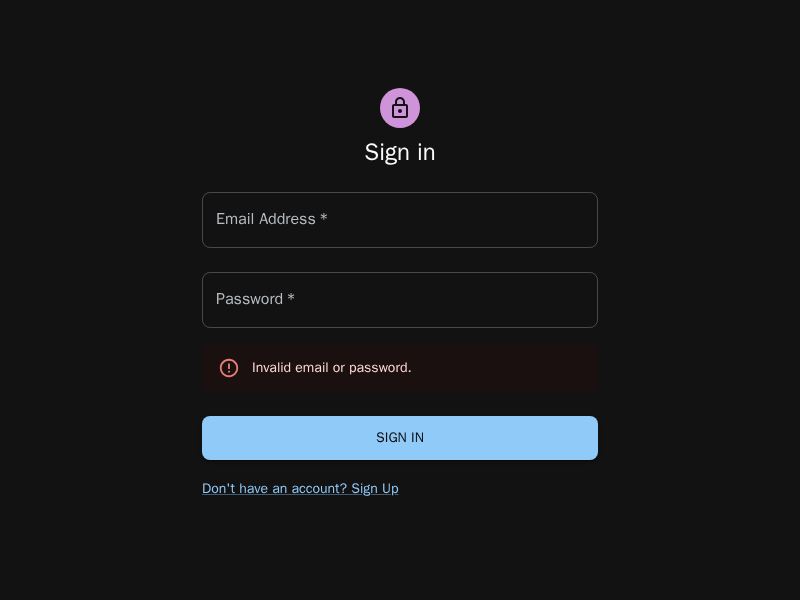 Sign in
Email Address *
Password *
Invalid email or password.
SIGN IN
Don't have an account? Sign Up